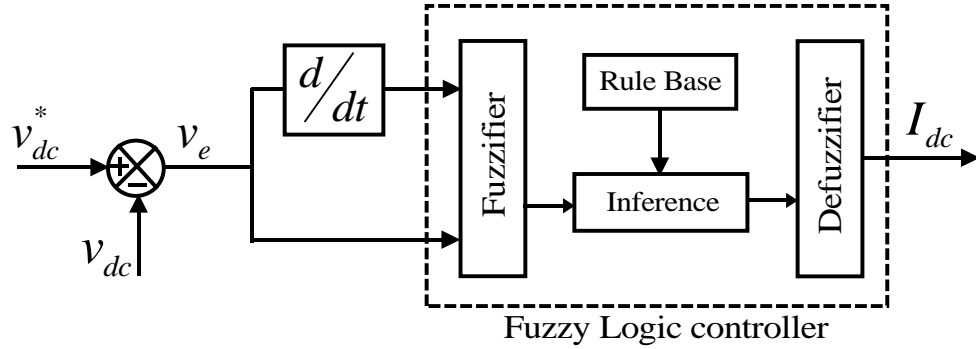 v*dc
+
−
vdc
ve
d/dt
Fuzzifier
Rule Base
Inference
Defuzzifier
Idc
Fuzzy Logic controller